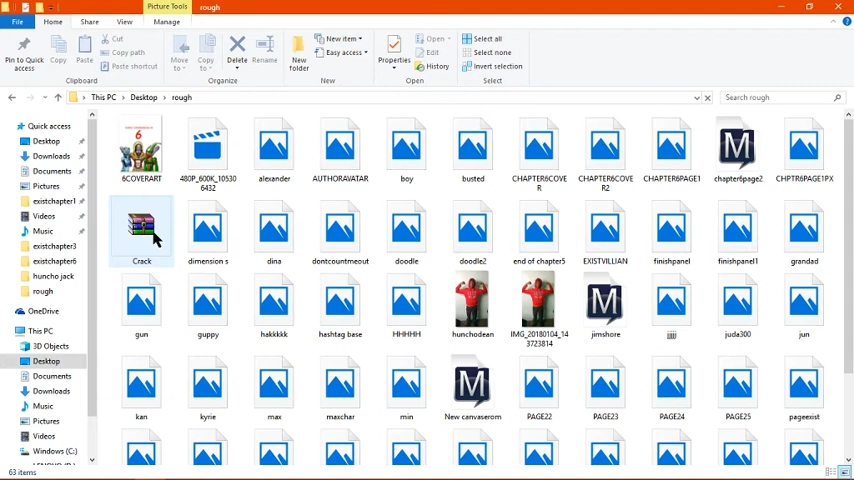 Picture Tools
rough
File
Home
Share
View
Manage
Pin to Quick
access
Copy
Paste
Cut
Copy path
Paste shortcut
Clipboard
Move
to
Copy
to
Delete
Rename
Organize
New
folder
New item
Easy access
New
Properties
Open
Edit
History
Open
Select all
Select none
Invert selection
Select
This PC
Desktop
rough
Search rough
Quick access
Desktop
Downloads
Documents
Pictures
existchapter1
Videos
Music
existchapter3
existchapter6
huncho jack
rough
OneDrive
This PC
3D Objects
Desktop
Documents
Downloads
Music
Pictures
Videos
Windows (C:)
6
6COVERART
480P_600K_10530
6432
alexander
AUTHORAVATAR
boy
busted
CHAPTER6COVE
R
CHAPTER6COVE
R2
CHAPTER6PAGE1
M
chapter6page2
CHPTR6PAGE1PX
Crack
dimension s
dina
dontcountmeout
doodle
doodle2
end of chapter5
EXISTVILLIAN
finishpanel
finishpanel1
grandad
gun
guppy
hakkkkk
hashtag base
HHHHH
hunchodean
IMG_20180104_14
3723814
M
jimshore
jjjjjj
juda300
jun
kan
kyrie
max
maxchar
min
M
New canvaserom
PAGE22
PAGE23
PAGE24
PAGE25
pageexist
63 items